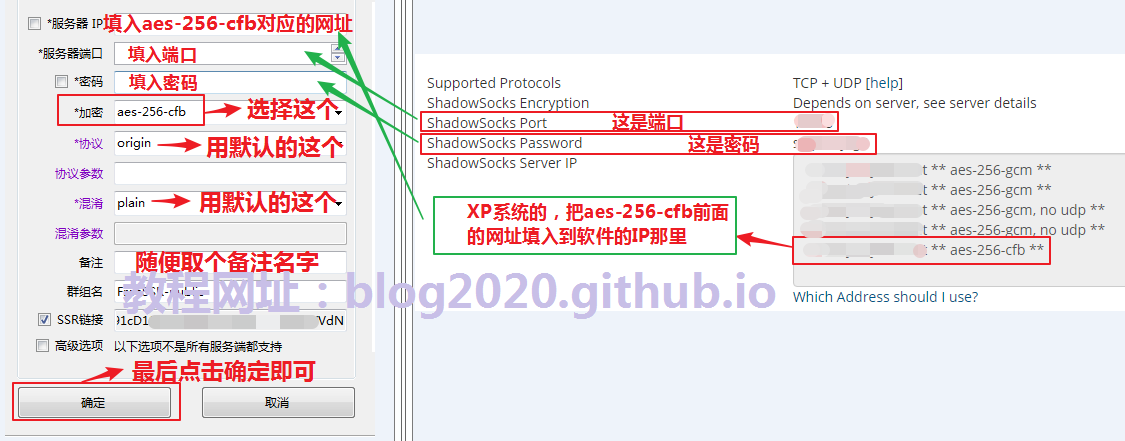 *服务器 IP
填入aes-256-cfb对应的网址
*服务器端口
填入端口
*密码
填入密码
*加密
aes-256-cfb
选择这个
*协议
origin
用默认的这个
协议参数
*混淆
plain
用默认的这个
混淆参数
备注
随便取个备注名字
群组名
SSR链接
91cD1
VdN
高级选项
以下选项不是所有服务端都支持
最后点击确定即可
确定
取消
Supported Protocols
TCP + UDP [help]
ShadowSocks Encryption
Depends on server, see server details
ShadowSocks Port
这是端口
ShadowSocks Password
这是密码
ShadowSocks Server IP
t ** aes-256-gcm **
** aes-256-gcm **
** aes-256-gcm, no udp **
** aes-256-gcm, no udp **
** aes-256-cfb **
XP系统的，把aes-256-cfb前面
的网址填入到软件的IP那里
Which Address should I use?
教程网址：blog2020.github.io